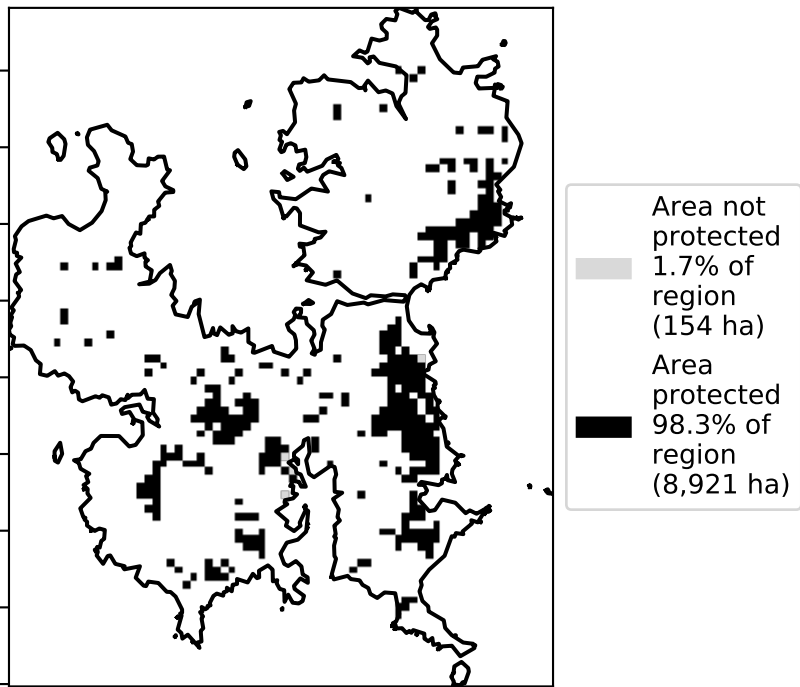 Area not
protected
1.7% of
region
(154 ha)
Area
protected
98.3% of
region
(8,921 ha)